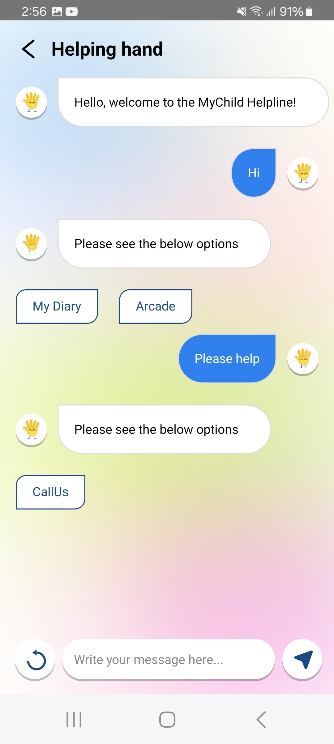 2:56 91%
Helping hand
Hello, welcome to the MyChild Helpline!
Hi
Please see the below options
My Diary Arcade
Please help
Please see the below options
CallUs
Write your message here...